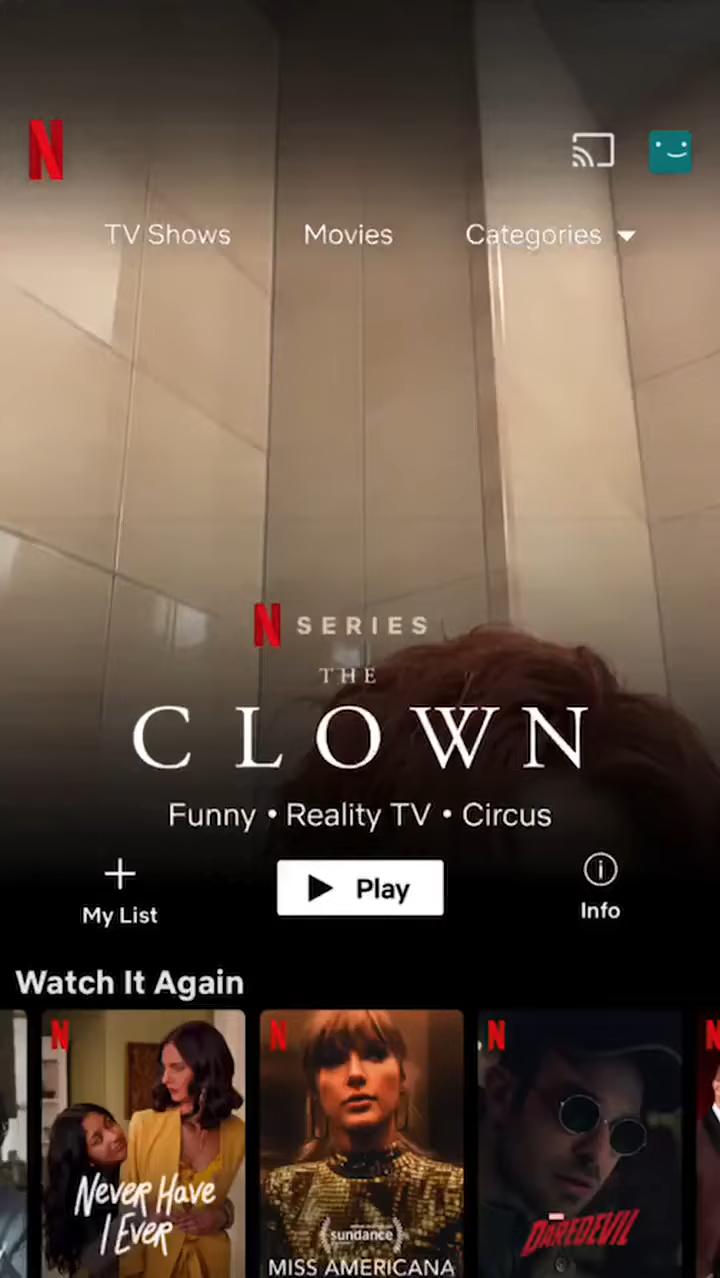 N
TV Shows Movies Categories
N SERIES
THE
CLOWN
Funny • Reality TV • Circus
My List Play Info
Watch It Again
N N N N
NEVER HAVE
I EVER
sundance
MISS AMERICANA
DAREDEVIL